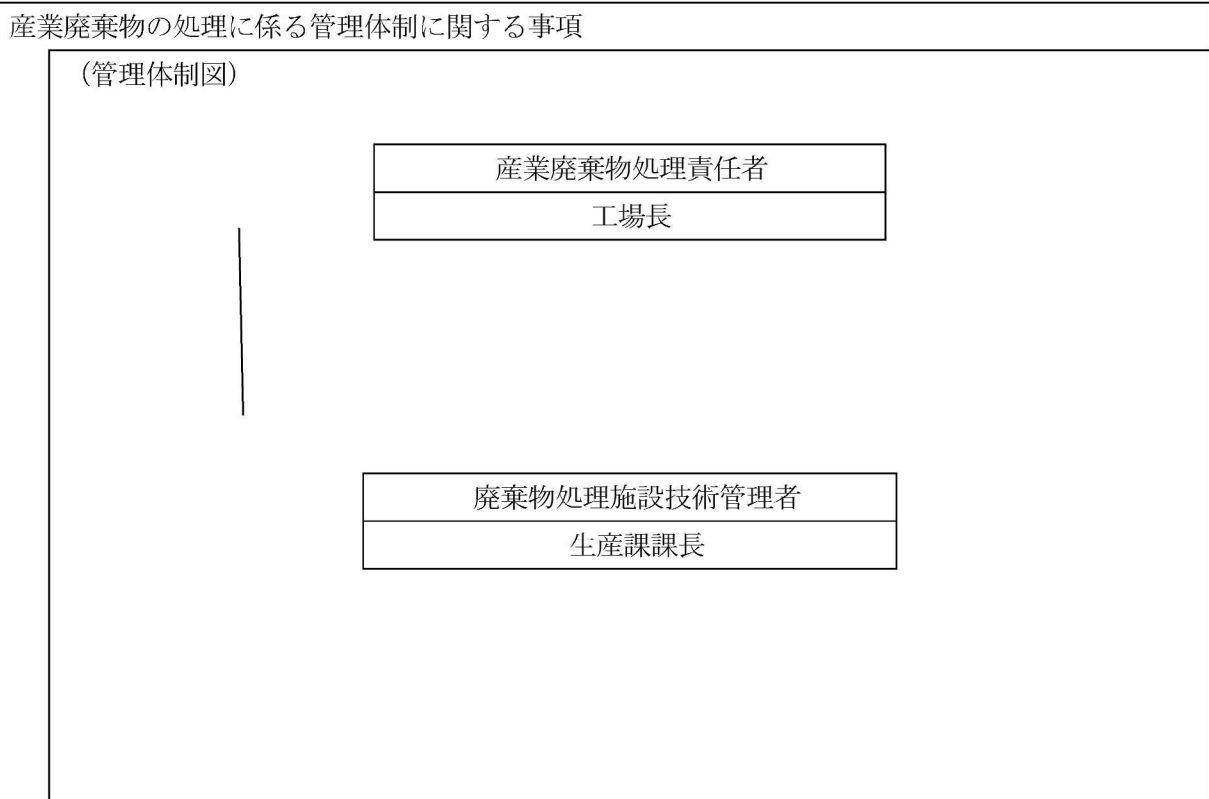 産業廃棄物の処理に係る管理体制に関する事項
（管理体制図）
産業廃棄物処理責任者
工場長
廃棄物処理施設技術管理者
生産課課長